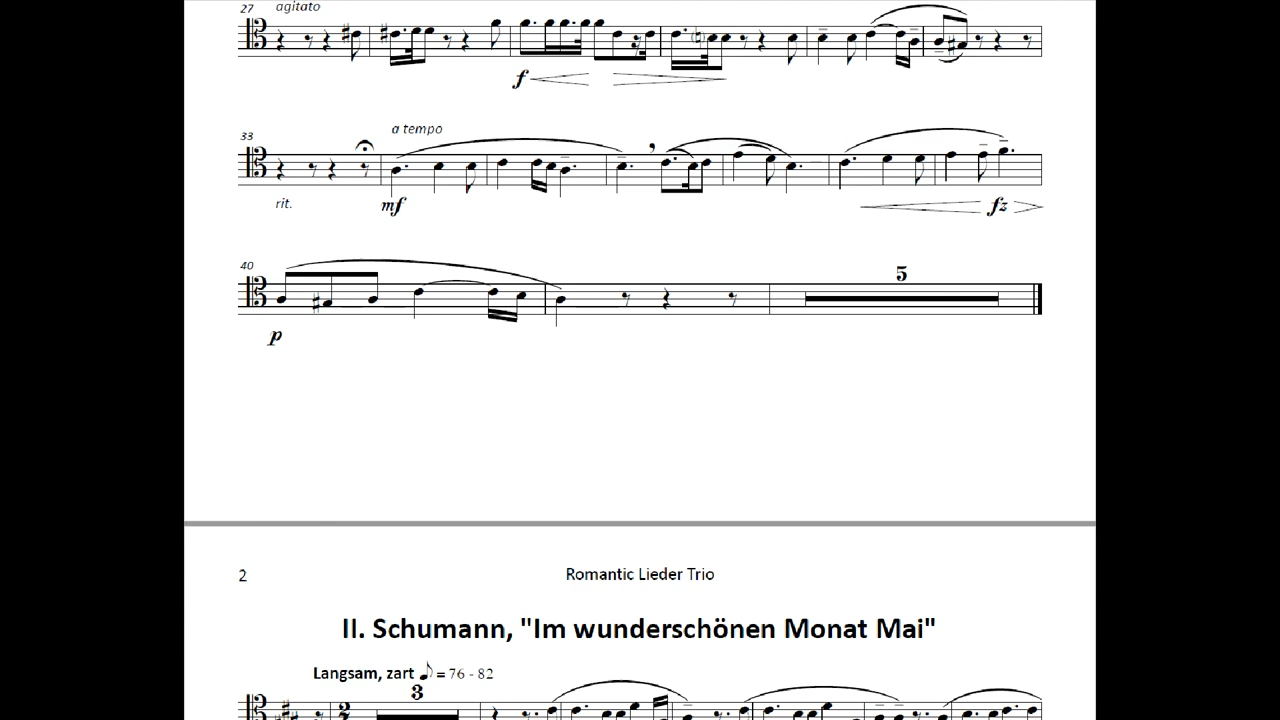 27 agitato
f
33 a tempo
rit. mf fz
40 5
p
2 Romantic Lieder Trio
II. Schumann, "Im wunderschönen Monat Mai"
Langsam, zart ♪ = 76 - 82
3
2